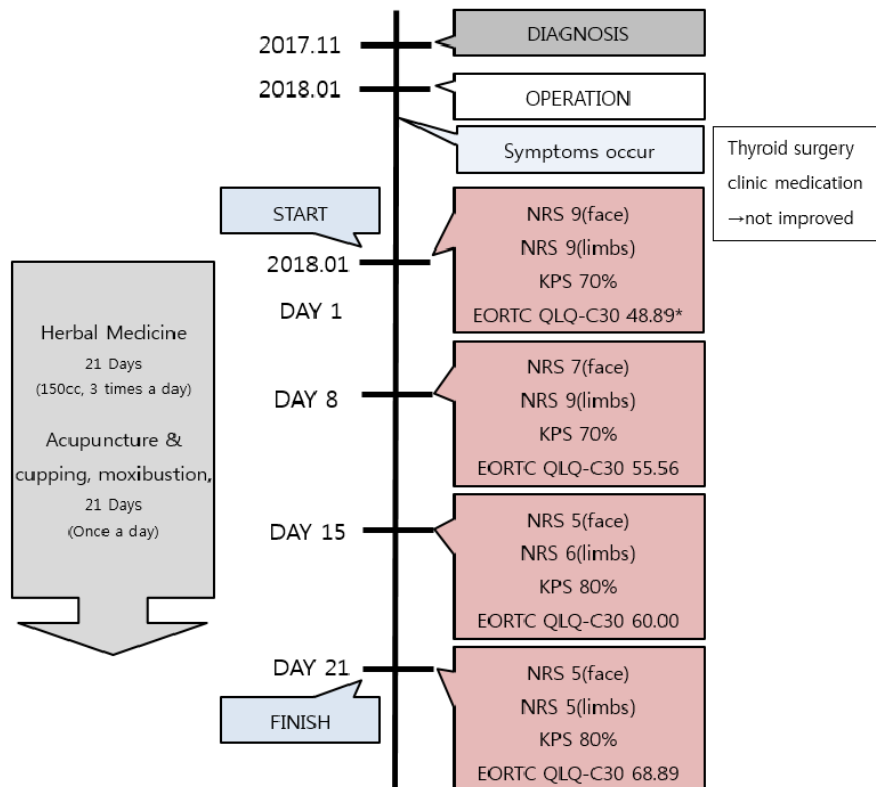 2017.11
DIAGNOSIS
2018.01
OPERATION
Symptoms occur
Thyroid surgery
clinic medication
→not improved
START
2018.01
DAY 1
NRS 9(face)
NRS 9(limbs)
KPS 70%
EORTC QLQ-C30 48.89*
Herbal Medicine
21 Days
(150cc, 3 times a day)
Acupuncture &
cupping, moxibustion,
21 Days
(Once a day)
DAY 8
NRS 7(face)
NRS 9(limbs)
KPS 70%
EORTC QLQ-C30 55.56
DAY 15
NRS 5(face)
NRS 6(limbs)
KPS 80%
EORTC QLQ-C30 60.00
DAY 21
FINISH
NRS 5(face)
NRS 5(limbs)
KPS 80%
EORTC QLQ-C30 68.89